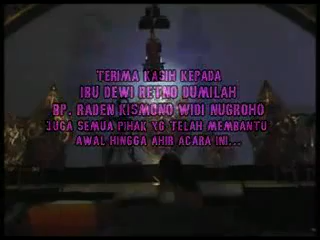 TERIMA KASIH KEPADA
IBU DEWI RETNO DUMILAH
BP. RADEN KISMONO WIDI NUGROHO
JUGA SEMUA PIHAK YG TELAH MEMBANTU
AWAL HINGGA AHIR ACARA INI...